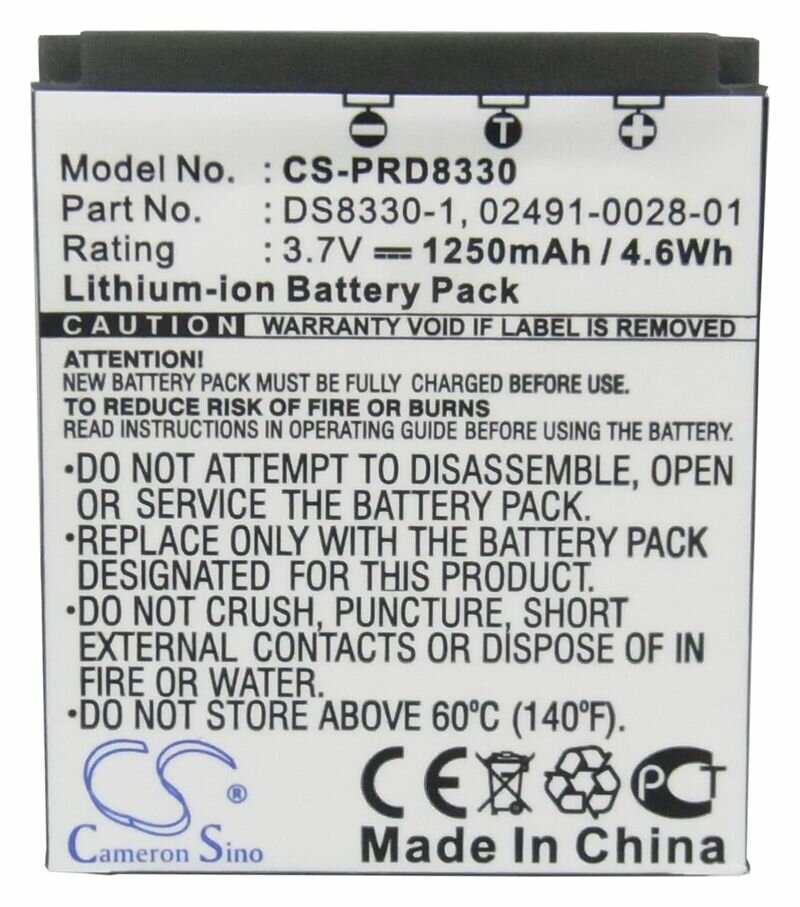 T
Model No. : CS-PRD8330
Part No. : DS8330-1, 02491-0028-01
Rating : 3.7V 1250mAh / 4.6Wh
Lithium-ion Battery Pack
CAUTION WARRANTY VOID IF LABEL IS REMOVED
ATTENTION!
NEW BATTERY PACK MUST BE FULLY CHARGED BEFORE USE.
TO REDUCE RISK OF FIRE OR BURNS
READ INSTRUCTIONS IN OPERATING GUIDE BEFORE USING THE BATTERY.
•DO NOT ATTEMPT TO DISASSEMBLE, OPEN
OR SERVICE THE BATTERY PACK.
•REPLACE ONLY WITH THE BATTERY PACK
DESIGNATED FOR THIS PRODUCT.
•DO NOT CRUSH, PUNCTURE, SHORT
EXTERNAL CONTACTS OR DISPOSE OF IN
FIRE OR WATER.
•DO NOT STORE ABOVE 60ºC (140ºF).
CS® CE PCT
Cameron Sino Made In China